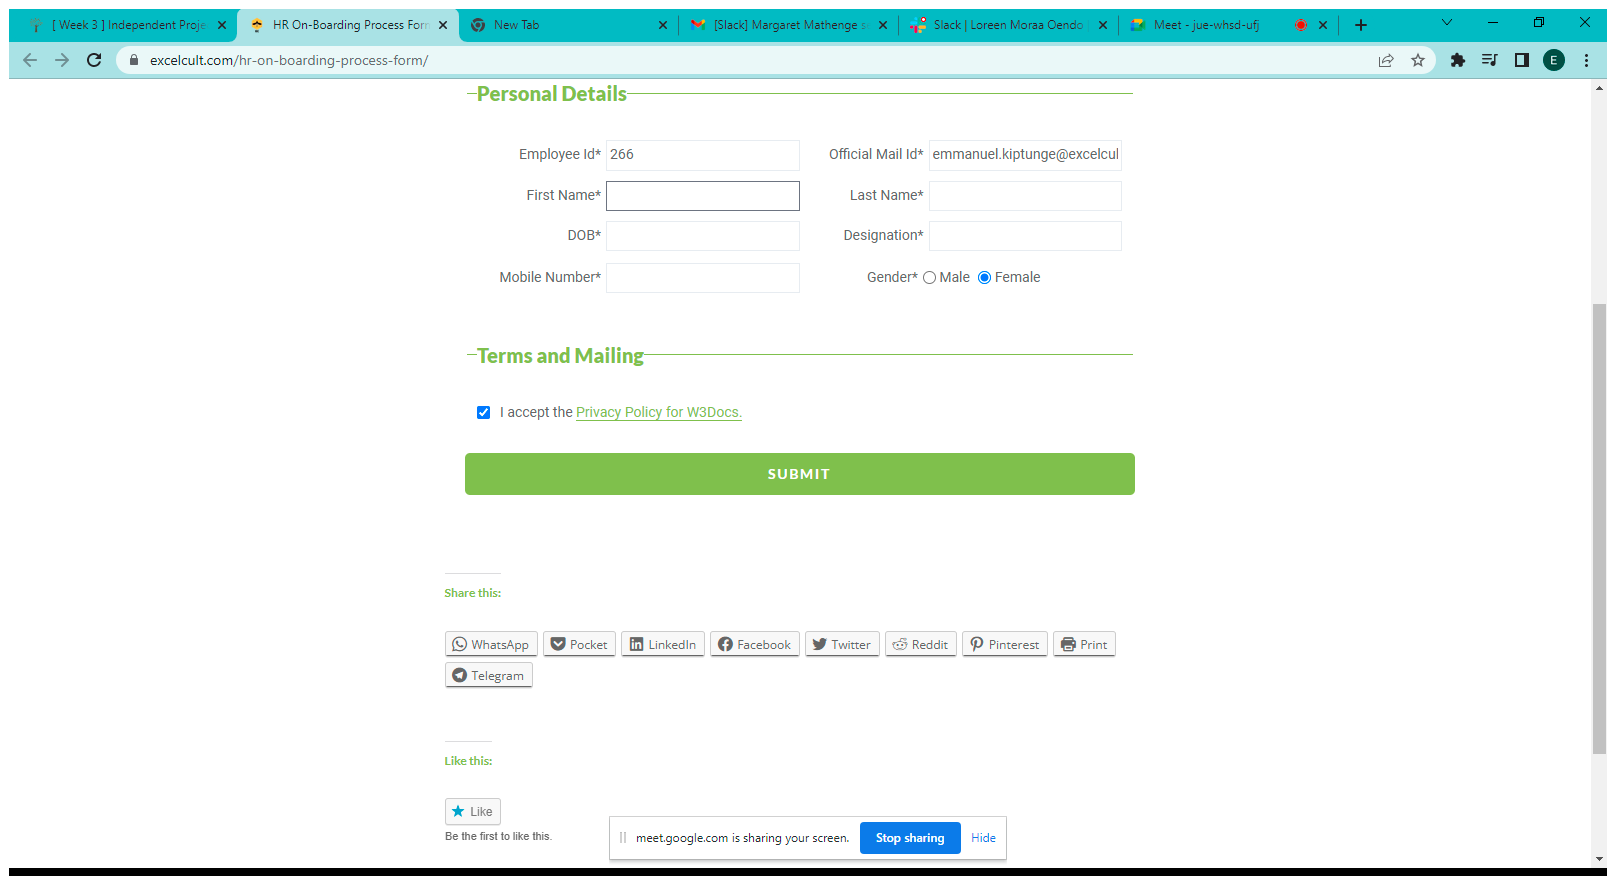 [ Week 3 ] Independent Proje
HR On-Boarding Process Form
New Tab
[Slack] Margaret Mathenge se
Slack | Loreen Moraa Oendo |
Meet - jue-whsd-ufj
excelcult.com/hr-on-boarding-process-form/
E
Personal Details
Employee Id* 266 Official Mail Id* emmanuel.kiptunge@excelcul
First Name* Last Name*
DOB* Designation*
Mobile Number* Gender* Male Female
Terms and Mailing
I accept the Privacy Policy for W3Docs.
SUBMIT
Share this:
WhatsApp Pocket LinkedIn Facebook Twitter Reddit Pinterest Print
Telegram
Like this:
Like
Be the first to like this.
meet.google.com is sharing your screen. Stop sharing Hide